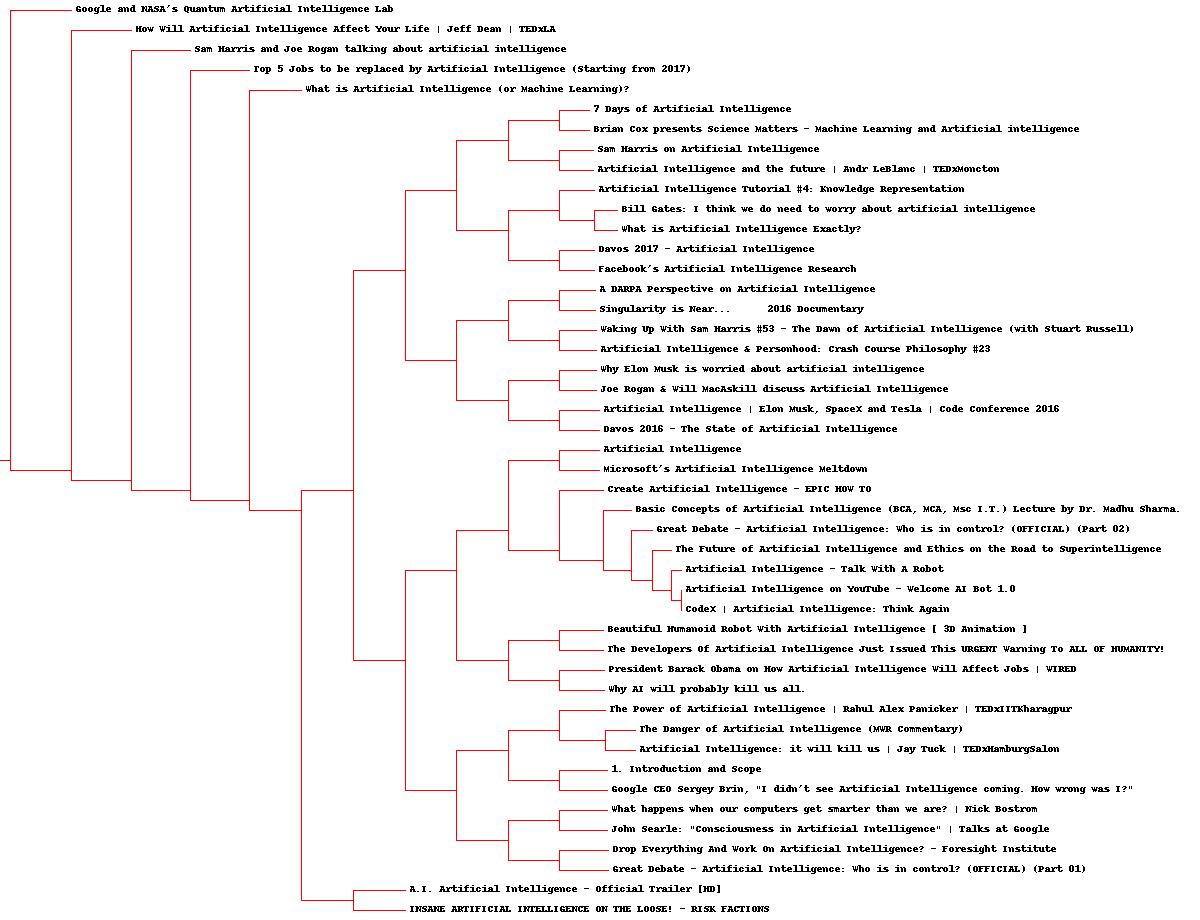 Google and NASA's Quantum Artificial Intelligence Lab
How Will Artificial Intelligence Affect Your Life | Jeff Dean | TEDxLA
Sam Harris and Joe Rogan talking about artificial intelligence
Top 5 Jobs to be replaced by Artificial Intelligence (Starting from 2017)
What is Artificial Intelligence (or Machine Learning)?
7 Days of Artificial Intelligence
Brian Cox presents Science Matters - Machine Learning and Artificial intelligence
Sam Harris on Artificial Intelligence
Artificial Intelligence and the future | Andr LeBlanc | TEDxMoncton
Artificial Intelligence Tutorial #4: Knowledge Representation
Bill Gates: I think we do need to worry about artificial intelligence
What is Artificial Intelligence Exactly?
Davos 2017 - Artificial Intelligence
Facebook's Artificial Intelligence Research
A DARPA Perspective on Artificial Intelligence
Singularity is Near... 2016 Documentary
Waking Up With Sam Harris #53 - The Dawn of Artificial Intelligence (with Stuart Russell)
Artificial Intelligence & Personhood: Crash Course Philosophy #23
Why Elon Musk is worried about artificial intelligence
Joe Rogan & Will MacAskill discuss Artificial Intelligence
Artificial Intelligence | Elon Musk, SpaceX and Tesla | Code Conference 2016
Davos 2016 - The State of Artificial Intelligence
Artificial Intelligence
Microsoft's Artificial Intelligence Meltdown
Create Artificial Intelligence - EPIC HOW TO
Basic Concepts of Artificial Intelligence (BCA, MCA, Msc I.T.) Lecture by Dr. Madhu Sharma.
Great Debate - Artificial Intelligence: Who is in control? (OFFICIAL) (Part 02)
The Future of Artificial Intelligence and Ethics on the Road to Superintelligence
Artificial Intelligence - Talk With A Robot
Artificial Intelligence on YouTube - Welcome AI Bot 1.0
CodeX | Artificial Intelligence: Think Again
Beautiful Humanoid Robot With Artificial Intelligence [ 3D Animation ]
The Developers Of Artificial Intelligence Just Issued This URGENT Warning To ALL OF HUMANITY!
President Barack Obama on How Artificial Intelligence Will Affect Jobs | WIRED
Why AI will probably kill us all.
The Power of Artificial Intelligence | Rahul Alex Panicker | TEDxIITKharagpur
The Danger of Artificial Intelligence (MWR Commentary)
Artificial Intelligence: it will kill us | Jay Tuck | TEDxHamburgSalon
1. Introduction and Scope
Google CEO Sergey Brin, "I didn't see Artificial Intelligence coming. How wrong was I?"
What happens when our computers get smarter than we are? | Nick Bostrom
John Searle: "Consciousness in Artificial Intelligence" | Talks at Google
Drop Everything And Work On Artificial Intelligence? - Foresight Institute
Great Debate - Artificial Intelligence: Who is in control? (OFFICIAL) (Part 01)
A.I. Artificial Intelligence - Official Trailer [HD]
INSANE ARTIFICIAL INTELLIGENCE ON THE LOOSE! - RISK FACTIONS